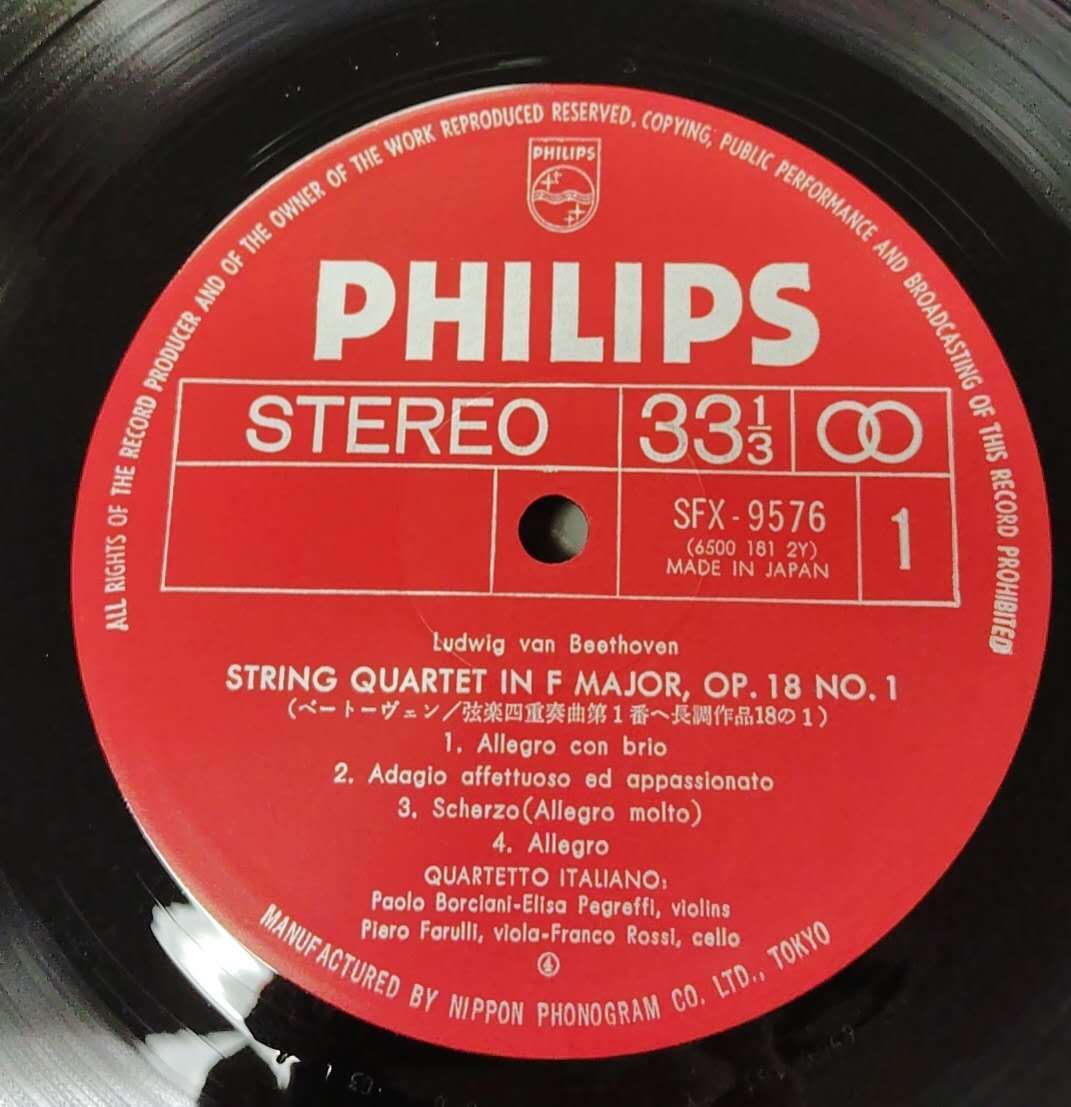 ALL RIGHTS OF THE RECORD PRODUCER AND OF THE OWNER OF THE WORK REPRODUCED RESERVED. COPYING, PUBLIC PERFORMANCE AND BROADCASTING OF THIS RECORD PROHIBITED
PHILIPS
PHILIPS
STEREO 33 1/3
SFX-9576 1
(6500 181 2Y)
MADE IN JAPAN
Ludwig van Beethoven
STRING QUARTET IN F MAJOR, OP. 18 NO. 1
(ベートーヴェン/弦楽四重奏曲第1番ヘ長調作品18の1)
1. Allegro con brio
2. Adagio affettuoso ed appassionato
3. Scherzo(Allegro molto)
4. Allegro
QUARTETTO ITALIANO:
Paolo Borciani-Elisa Pegreffi, violins
Piero Farulli, viola-Franco Rossi, cello
④
MANUFACTURED BY NIPPON PHONOGRAM CO. LTD., TOKYO